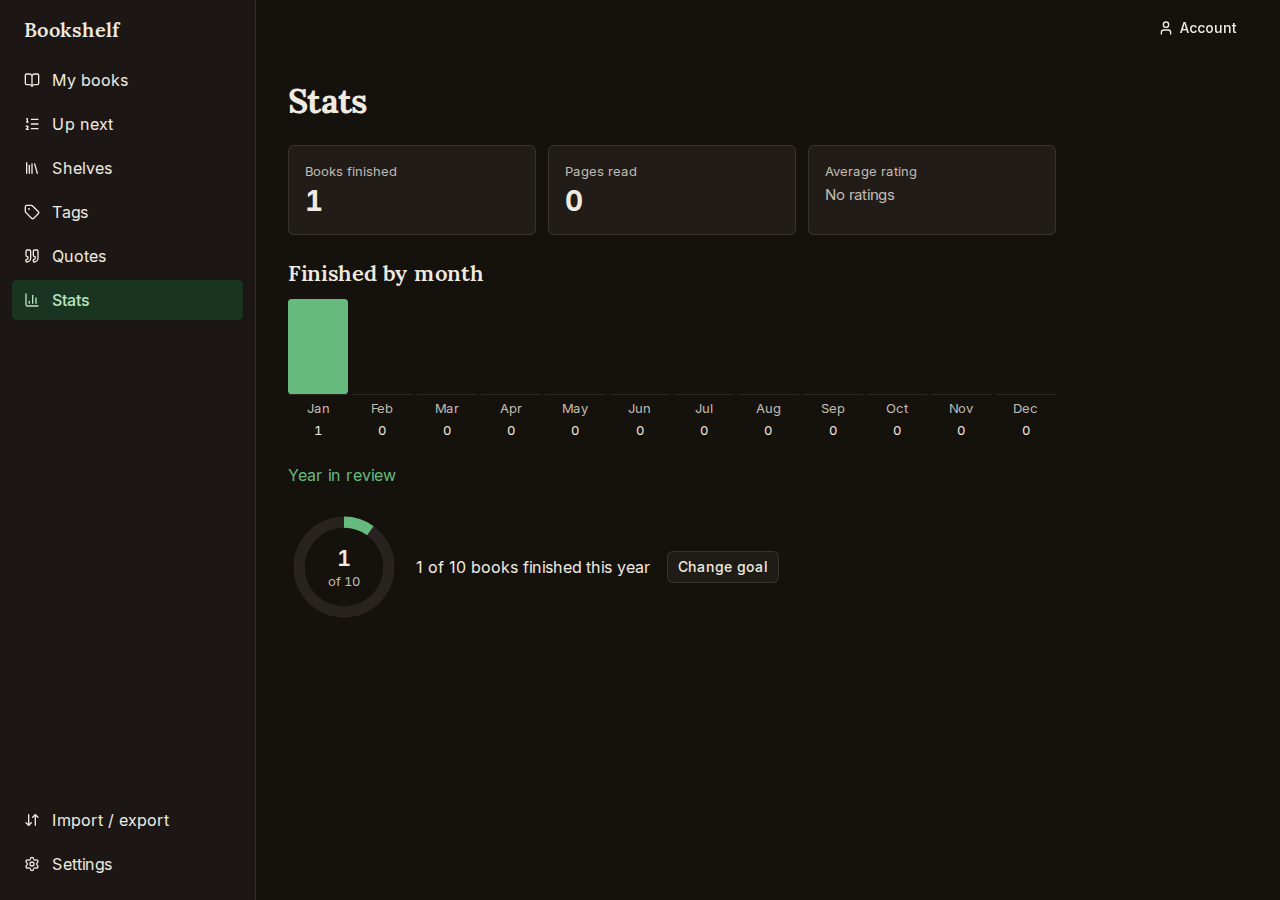 Bookshelf
Account
My books
Up next
Shelves
Tags
Quotes
Stats
Import / export
Settings
Stats
Books finished
1
Pages read
0
Average rating
No ratings
Finished by month
Jan Feb Mar Apr May Jun Jul Aug Sep Oct Nov Dec
1 0 0 0 0 0 0 0 0 0 0 0
Year in review
1
of 10
1 of 10 books finished this year
Change goal